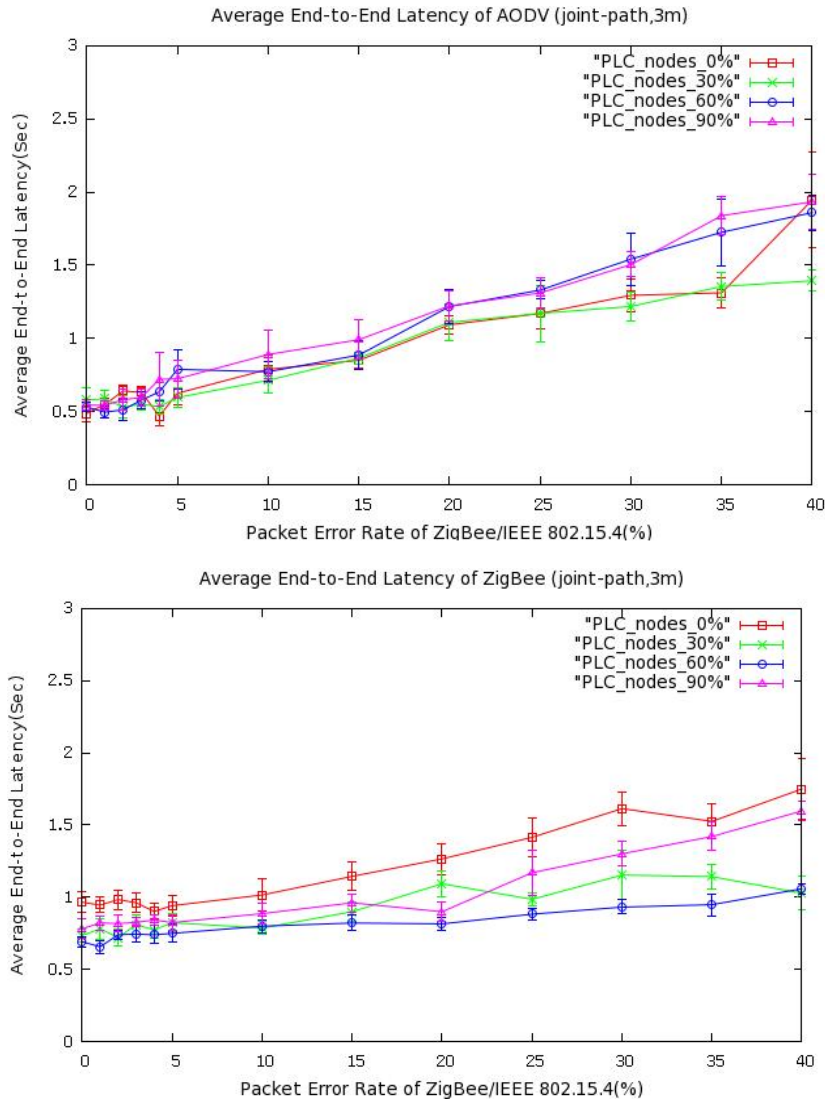 Average End-to-End Latency of AODV (joint-path,3m)
Average End-to-End Latency(Sec)
3
2.5
2
1.5
1
0.5
0
"PLC_nodes_0%"
"PLC_nodes_30%"
"PLC_nodes_60%"
"PLC_nodes_90%"
0 5 10 15 20 25 30 35 40
Packet Error Rate of ZigBee/IEEE 802.15.4(%)
Average End-to-End Latency of ZigBee (joint-path,3m)
Average End-to-End Latency(Sec)
3
2.5
2
1.5
1
0.5
0
"PLC_nodes_0%"
"PLC_nodes_30%"
"PLC_nodes_60%"
"PLC_nodes_90%"
0 5 10 15 20 25 30 35 40
Packet Error Rate of ZigBee/IEEE 802.15.4(%)